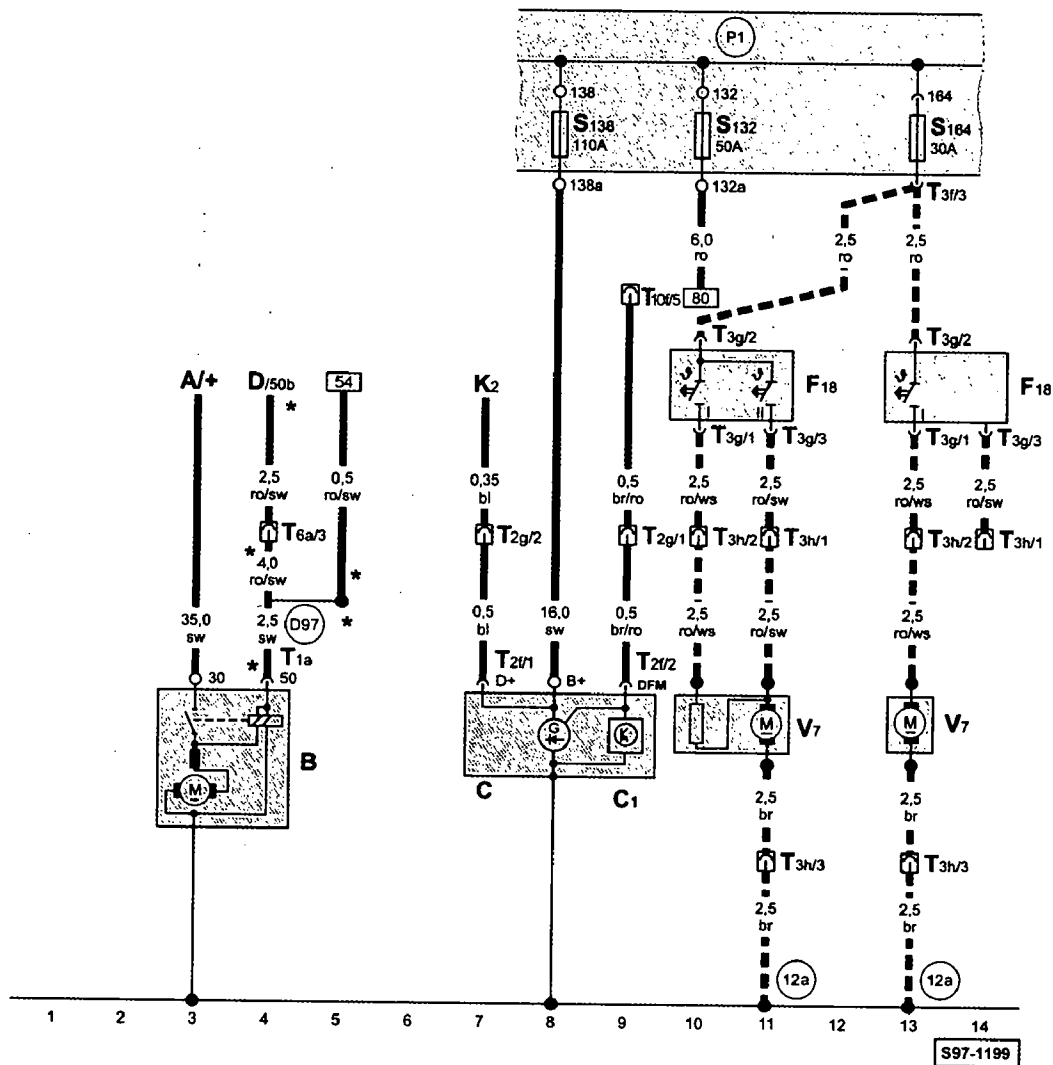 P1
138
132
164
S138
110A
S132
50A
S164
30A
138a
132a
T3f/3
6,0
ro
2,5
ro
2,5
ro
T10f/5
80
T3g/2
T3g/2
A/+
D/50b
*
54
K2
F18
F18
I
II
I
T3g/1
T3g/3
T3g/1
T3g/3
2,5
ro/sw
0,5
ro/sw
0,35
bl
0,5
br/ro
2,5
ro/ws
2,5
ro/sw
2,5
ro/ws
2,5
ro/sw
T6a/3
T2g/2
T2g/1
T3h/2
T3h/1
T3h/2
T3h/1
*
4,0
ro/sw
*
*
35,0
sw
2,5
sw
D97
0,5
bl
16,0
sw
0,5
br/ro
2,5
ro/ws
2,5
ro/sw
2,5
ro/ws
*
T1a
T2f/1
T2f/2
30
50
D+
B+
DFM
G
K
M
V7
M
V7
M
B
C
C1
2,5
br
2,5
br
T3h/3
T3h/3
2,5
br
2,5
br
12a
12a
1 2 3 4 5 6 7 8 9 10 11 12 13 14
S97-1199